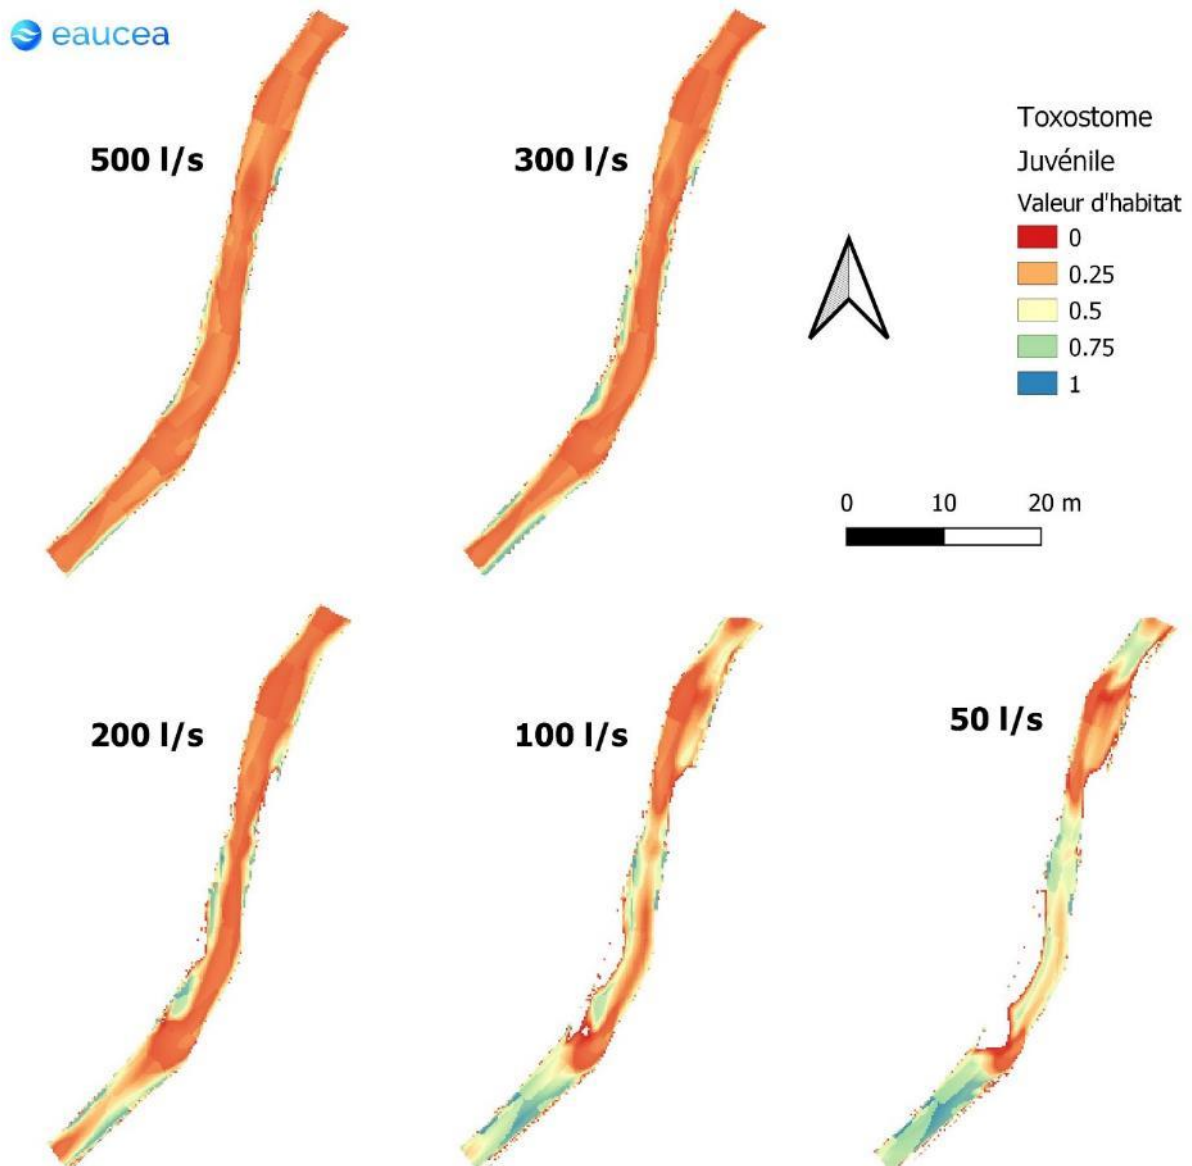 eaucea
500 l/s
300 l/s
Toxostome
Juvénile
Valeur d'habitat
0
0.25
0.5
0.75
1
0 10 20 m
200 l/s
100 l/s
50 l/s